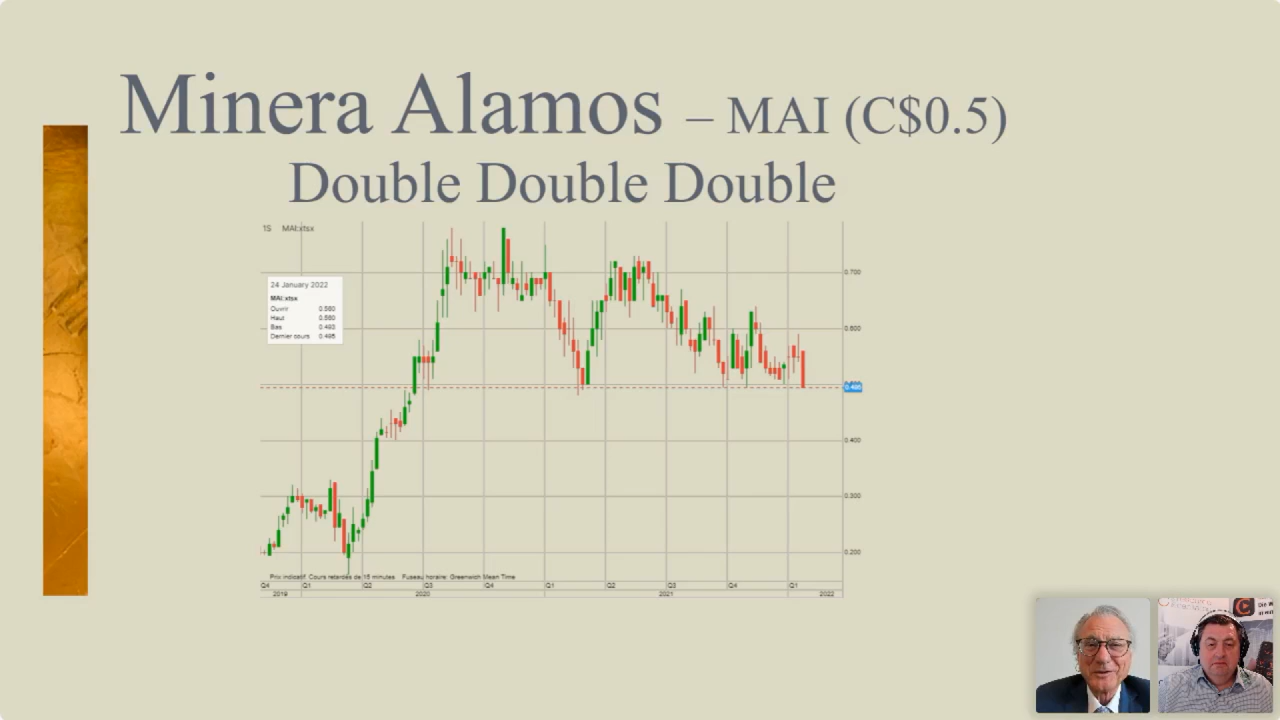 Minera Alamos – MAI (C$0.5)
Double Double Double
1S MAI:xtsx
24 January 2022
MAI:xtsx
Ouvrir 0.560
Haut 0.560
Bas 0.493
Dernier cours 0.495
0.700
0.600
0.495
0.400
0.300
0.200
Prix indicatif. Cours retardés de 15 minutes Fuseau horaire: Greenwich Mean Time
Q4 Q1 Q2 Q3 Q4 Q1 Q2 Q3 Q4 Q1
2019 2020 2021 2022